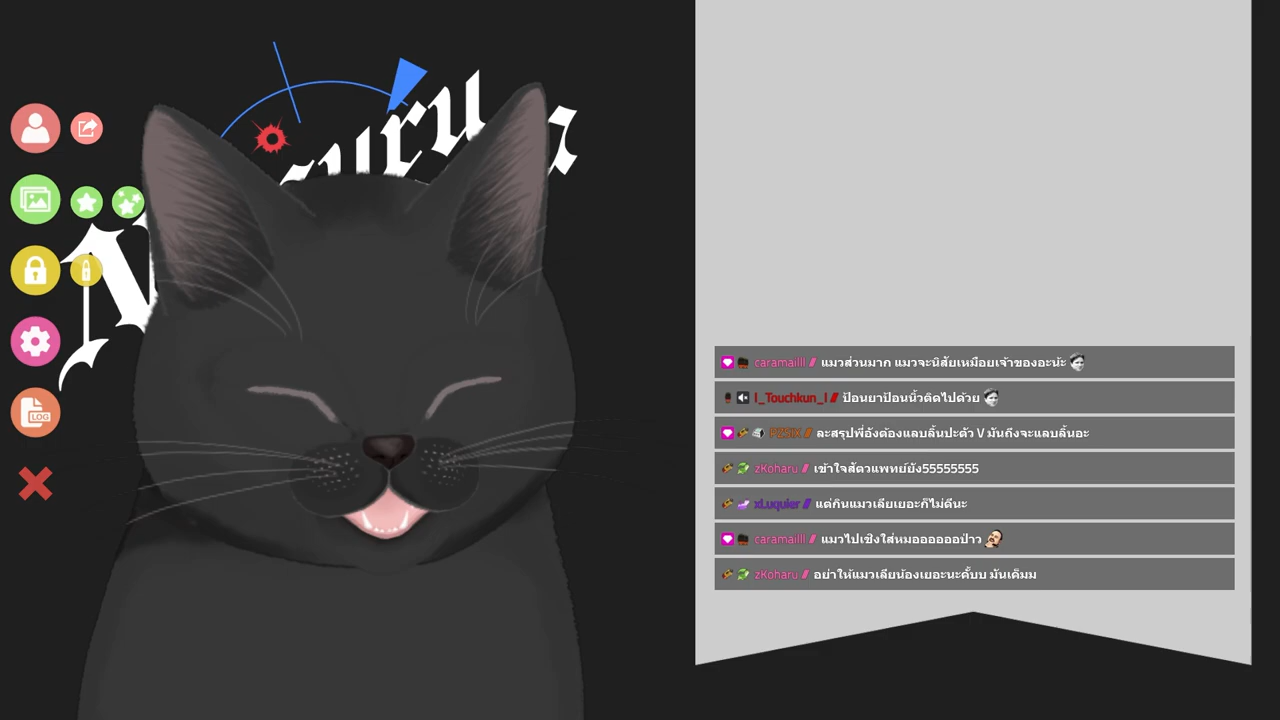 LOG
caramailll // แมวส่วนมาก แมวจะนิสัยเหมือยเจ้าของอะน้ะ
I_Touchkun_I // ป้อนยาป้อนนิ้วติดไปด้วย
// ละสรุปพี่อังต้องแลบลิ้นปะตัว V มันถึงจะแลบลิ้นอะ
zKoharu // เข้าใจสัตวแพทย์ยัง55555555
xLuquier // แต่กินแมวเลียเยอะก็ไม่ดีนะ
caramailll // แมวไปเชิงใส่หมออออออป่าว
zKoharu // อย่าให้แมวเลียน้องเยอะนะคั้บบ มันเค็มม